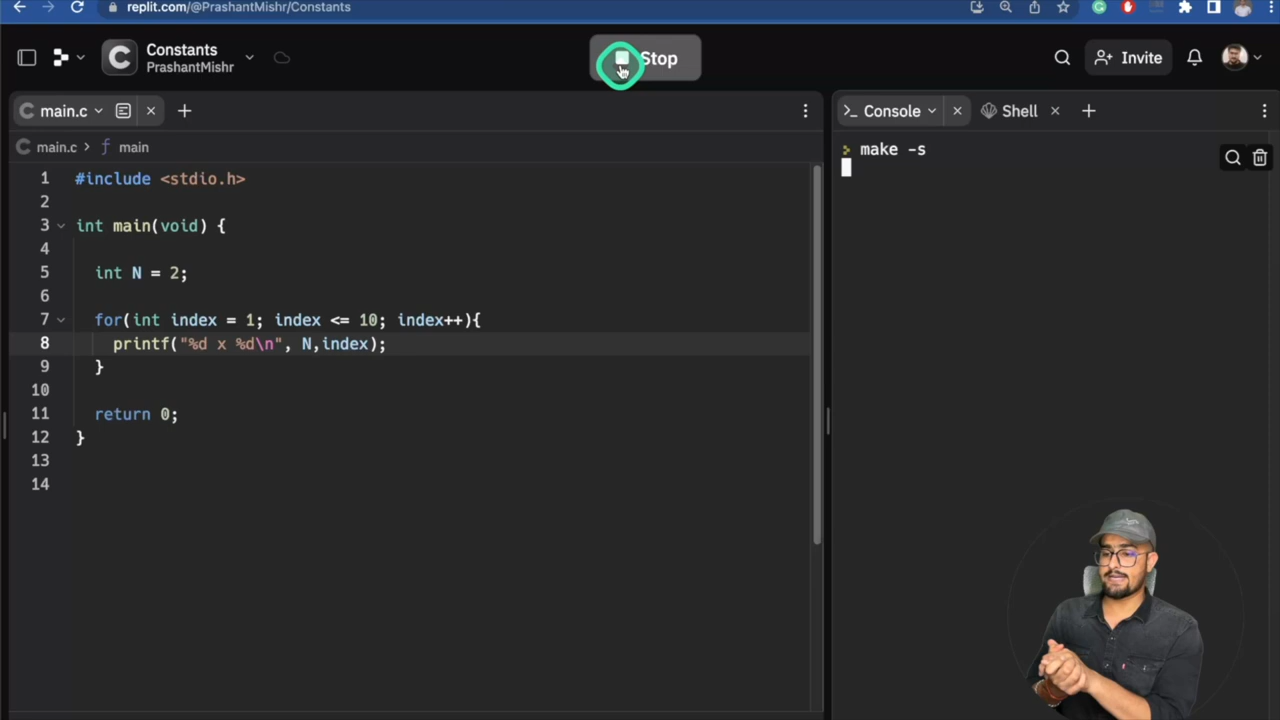 replit.com/@PrashantMishr/Constants
Constants
PrashantMishr
Stop
Invite
main.c
main.c > main
1 #include <stdio.h>
2
3 int main(void) {
4
5 int N = 2;
6
7 for(int index = 1; index <= 10; index++){
8 printf("%d x %d\n", N,index);
9 }
10
11 return 0;
12 }
13
14
>_ Console
Shell
make -s